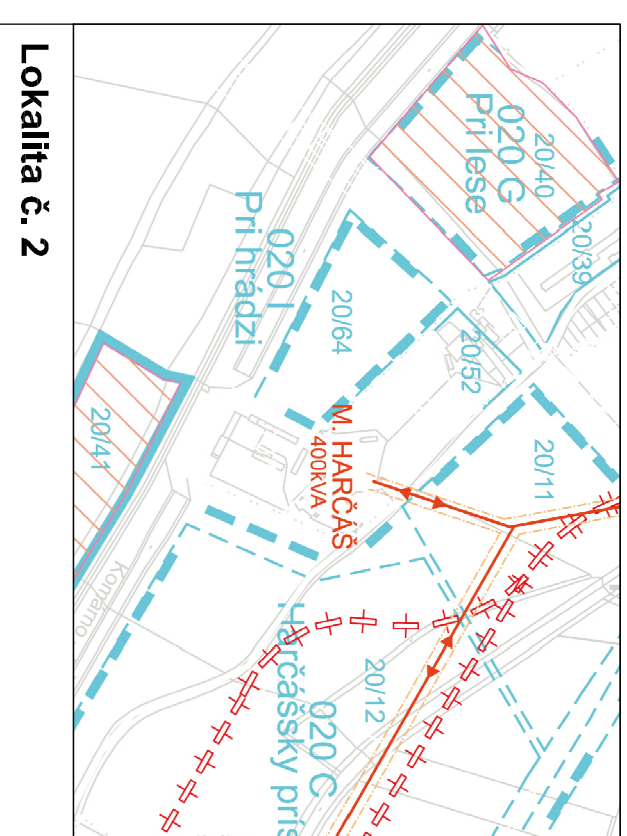 Lokalita č. 2
020 G
Pri lese
20/40
20/39
020 I
Pri hrádzi
20/64
20/52
20/41
M. HARČÁŠ
400kVA
20/11
Komárno
20/12
020 C
Harčášsky prís